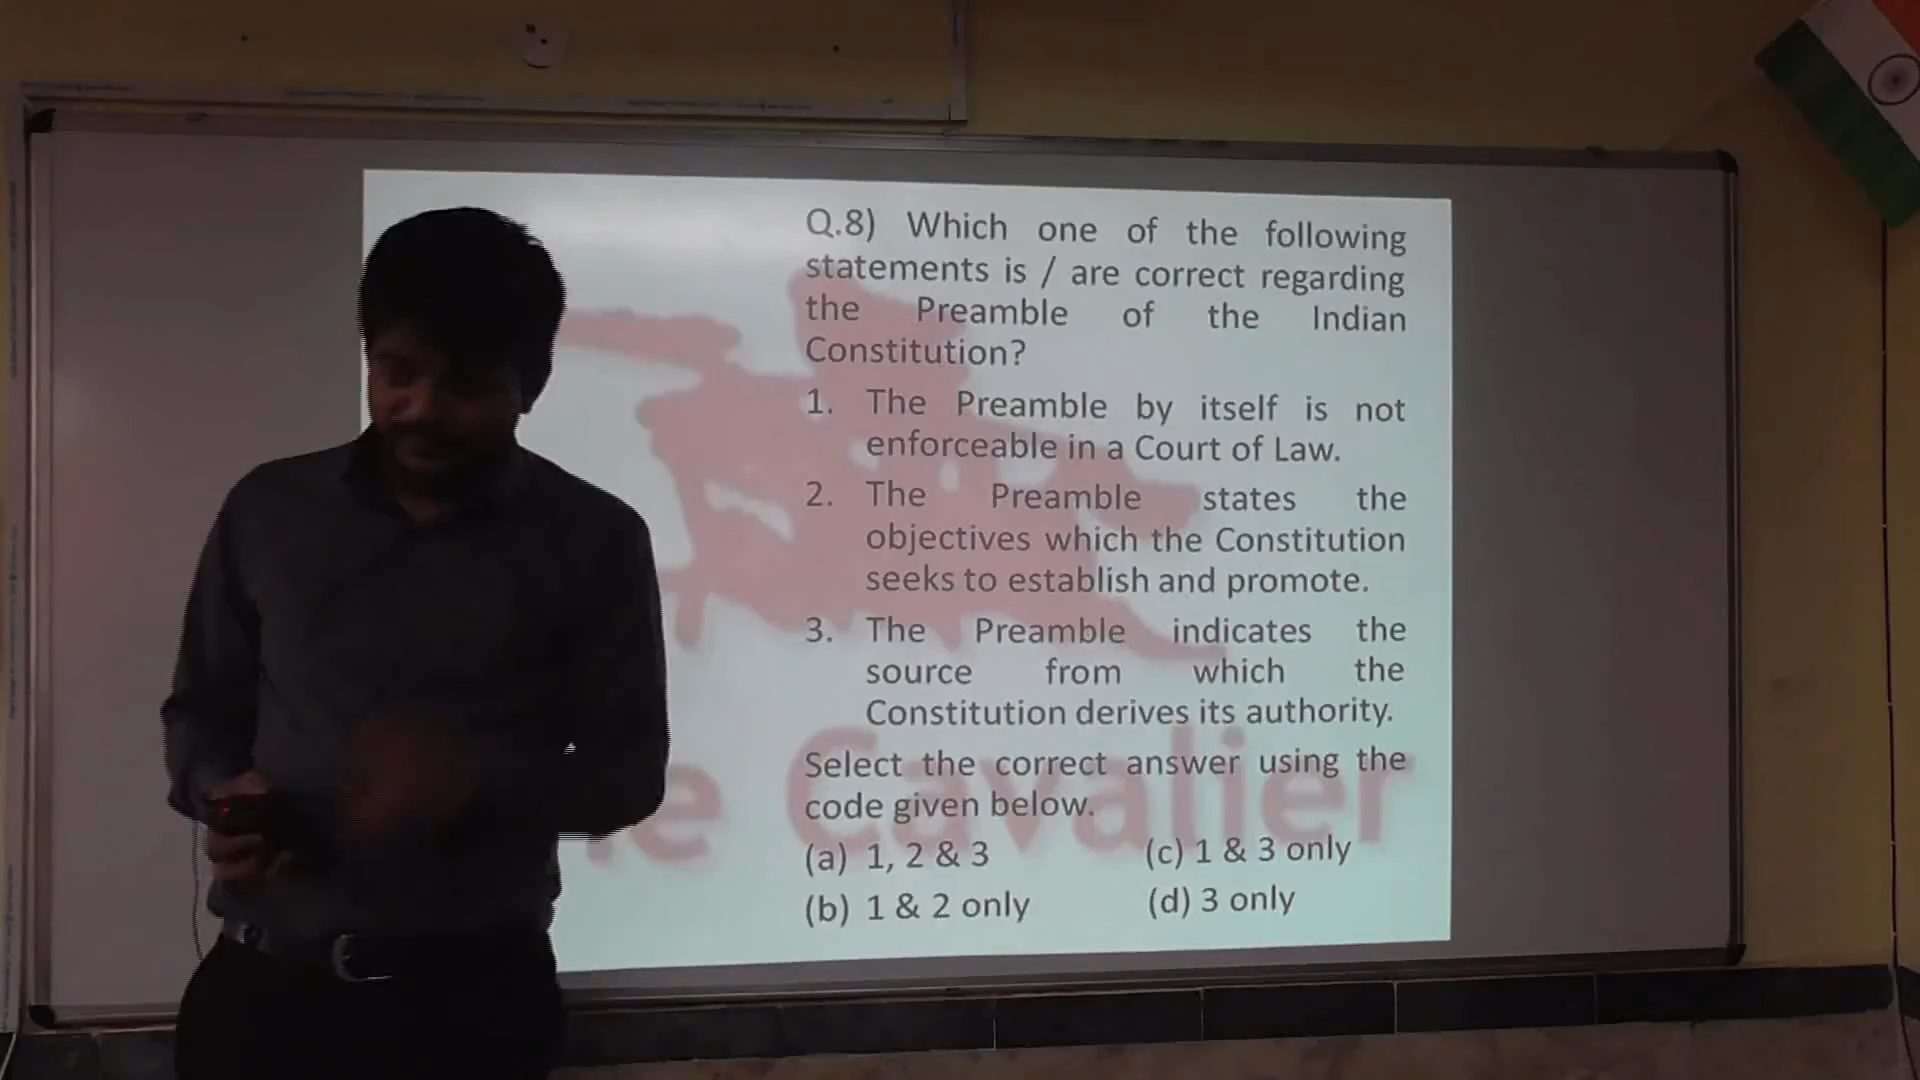 Q.8) Which one of the following
statements is / are correct regarding
the Preamble of the Indian
Constitution?
1. The Preamble by itself is not
enforceable in a Court of Law.
2. The Preamble states the
objectives which the Constitution
seeks to establish and promote.
3. The Preamble indicates the
source from which the
Constitution derives its authority.
Select the correct answer using the
code given below.
(a) 1, 2 & 3 (c) 1 & 3 only
(b) 1 & 2 only (d) 3 only
e Cavalier